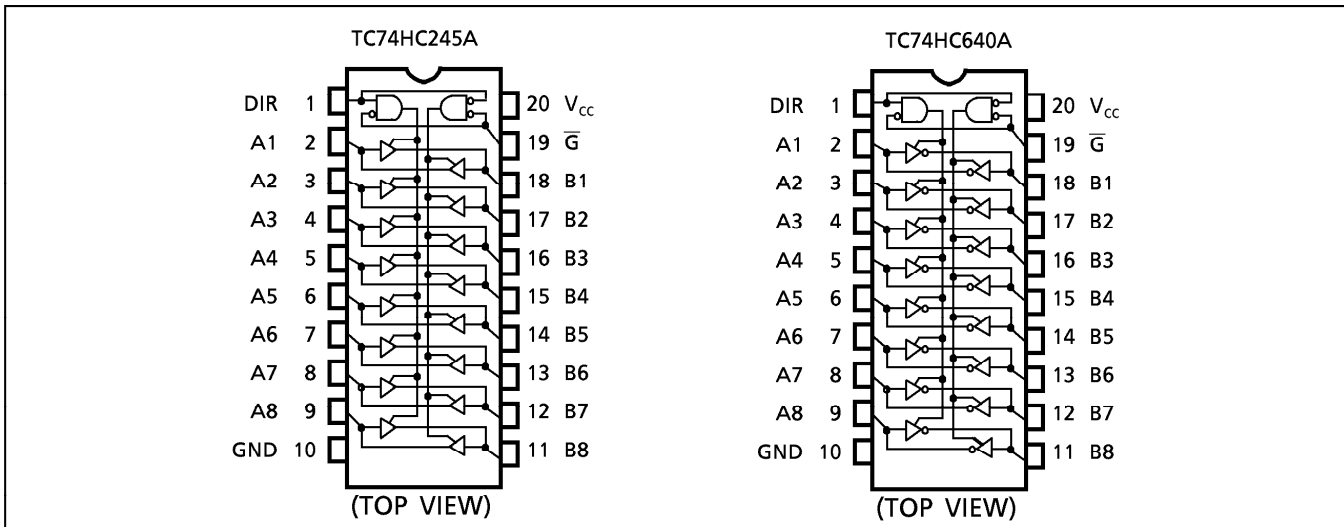 TC74HC245A
DIR 1 20 VCC
A1 2 19 G̅
A2 3 18 B1
A3 4 17 B2
A4 5 16 B3
A5 6 15 B4
A6 7 14 B5
A7 8 13 B6
A8 9 12 B7
GND 10 11 B8
(TOP VIEW)
TC74HC640A
DIR 1 20 VCC
A1 2 19 G̅
A2 3 18 B1
A3 4 17 B2
A4 5 16 B3
A5 6 15 B4
A6 7 14 B5
A7 8 13 B6
A8 9 12 B7
GND 10 11 B8
(TOP VIEW)